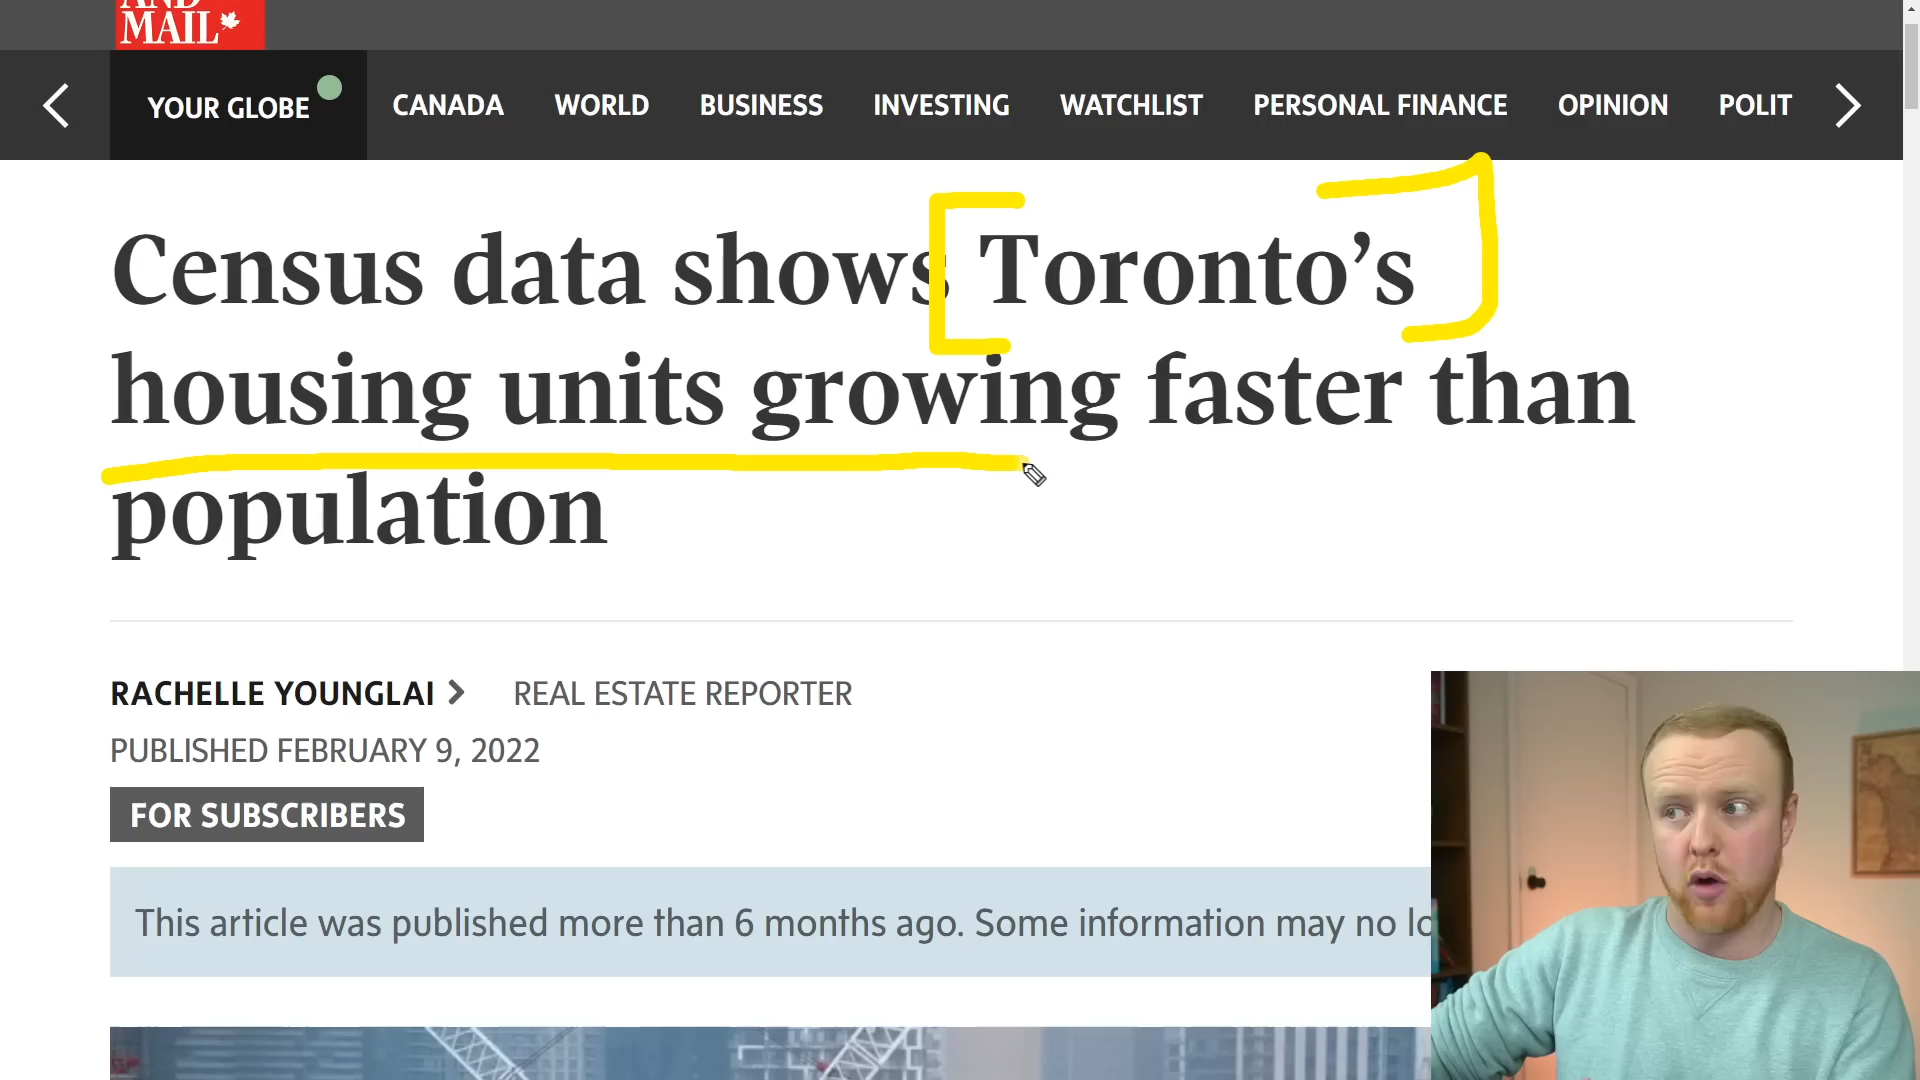 AND
MAIL
YOUR GLOBE CANADA WORLD BUSINESS INVESTING WATCHLIST PERSONAL FINANCE OPINION POLIT
Census data shows Toronto’s
housing units growing faster than
population
RACHELLE YOUNGLAI REAL ESTATE REPORTER
PUBLISHED FEBRUARY 9, 2022
FOR SUBSCRIBERS
This article was published more than 6 months ago. Some information may no lo